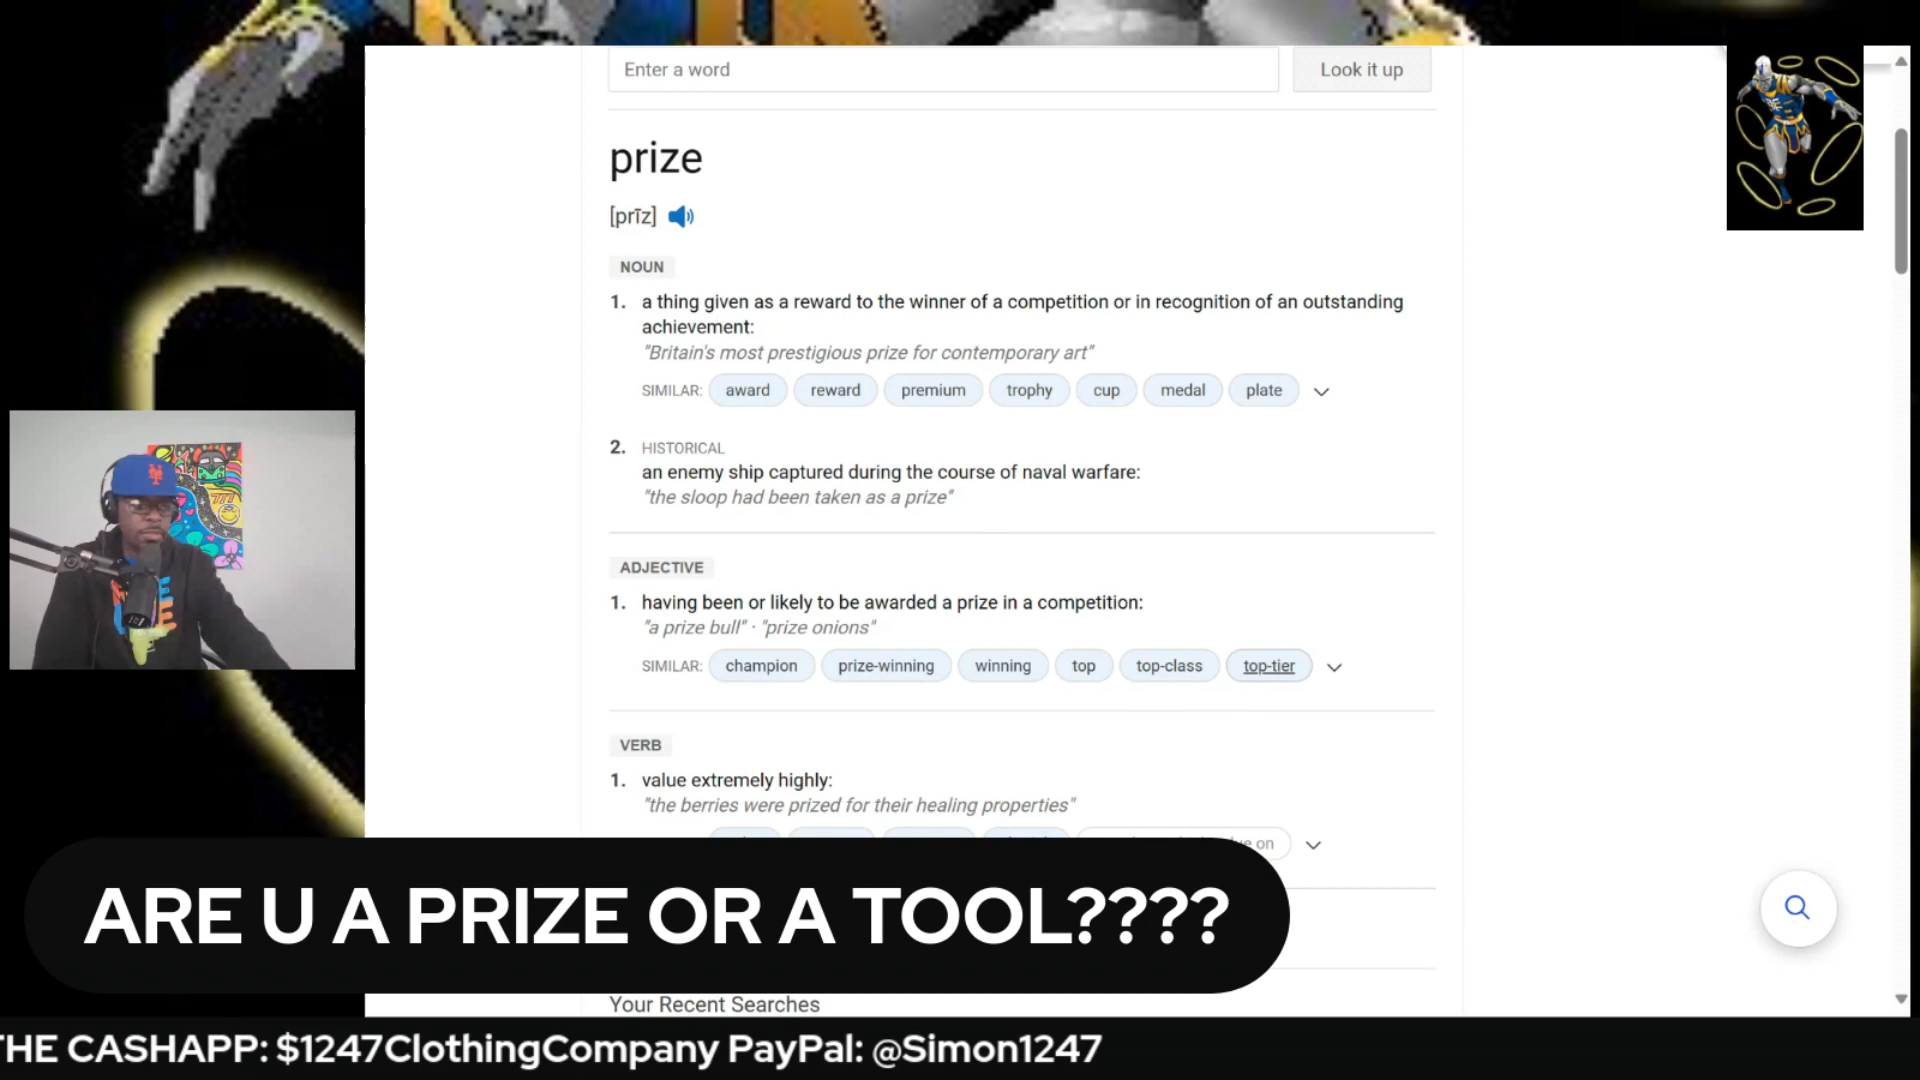 Enter a word
Look it up
prize
[prīz]
NOUN
1. a thing given as a reward to the winner of a competition or in recognition of an outstanding
achievement:
"Britain's most prestigious prize for contemporary art"
SIMILAR: award reward premium trophy cup medal plate
2. HISTORICAL
an enemy ship captured during the course of naval warfare:
"the sloop had been taken as a prize"
ADJECTIVE
1. having been or likely to be awarded a prize in a competition:
"a prize bull" · "prize onions"
SIMILAR: champion prize-winning winning top top-class top-tier
VERB
1. value extremely highly:
"the berries were prized for their healing properties"
on
ARE U A PRIZE OR A TOOL????
Your Recent Searches
THE CASHAPP: $1247ClothingCompany PayPal: @Simon1247